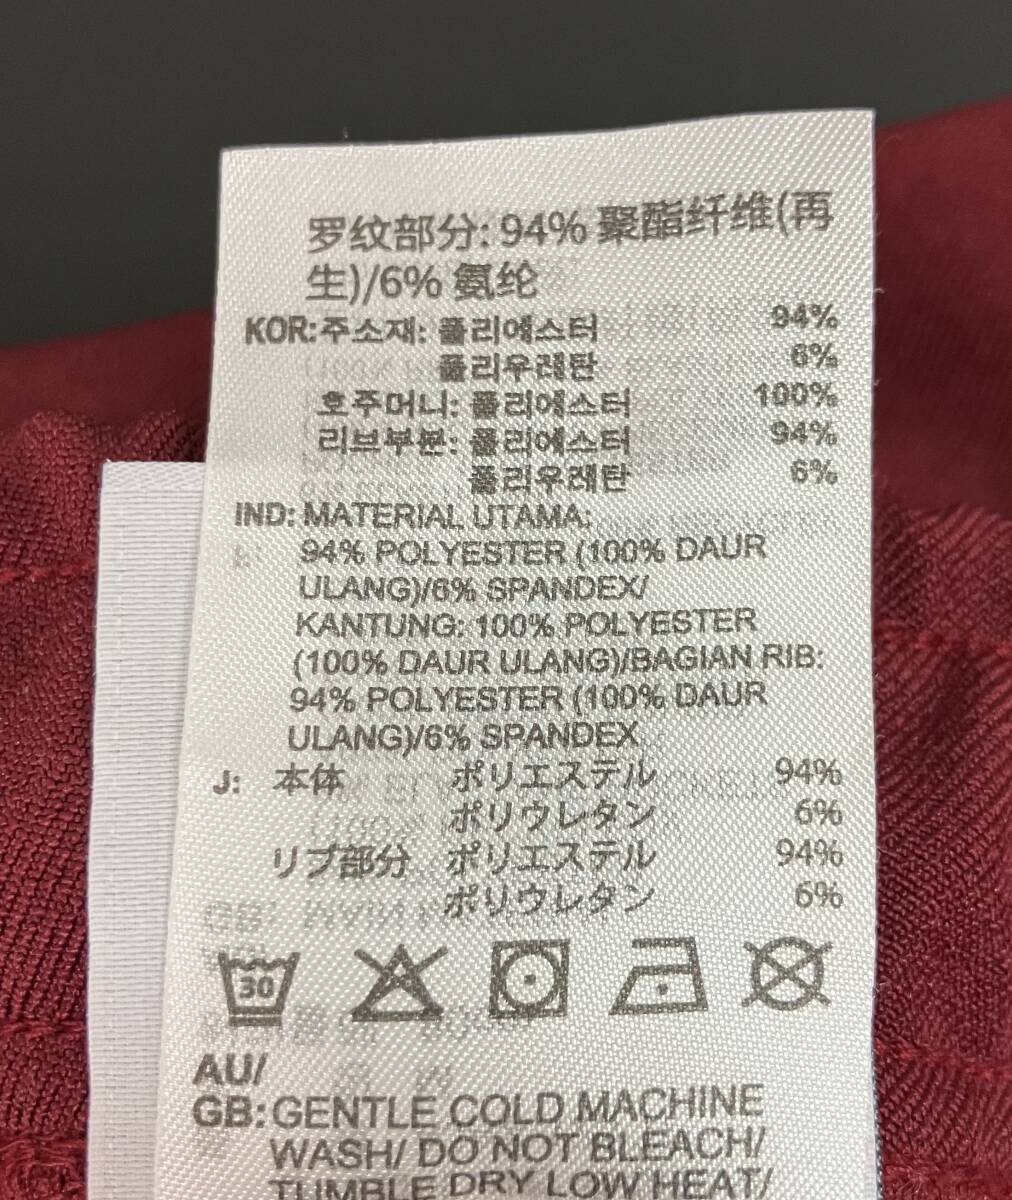 罗纹部分: 94% 聚酯纤维(再
生)/6% 氨纶
KOR: 주소재: 폴리에스터 94%
폴리우레탄 6%
호주머니: 폴리에스터 100%
리브부분: 폴리에스터 94%
폴리우레탄 6%
IND: MATERIAL UTAMA:
94% POLYESTER (100% DAUR
ULANG)/6% SPANDEX/
KANTUNG: 100% POLYESTER
(100% DAUR ULANG)/BAGIAN RIB:
94% POLYESTER (100% DAUR
ULANG)/6% SPANDEX
J: 本体 ポリエステル 94%
ポリウレタン 6%
リブ部分 ポリエステル 94%
ポリウレタン 6%
30
AU/
GB: GENTLE COLD MACHINE
WASH/ DO NOT BLEACH/
TUMBLE DRY LOW HEAT/